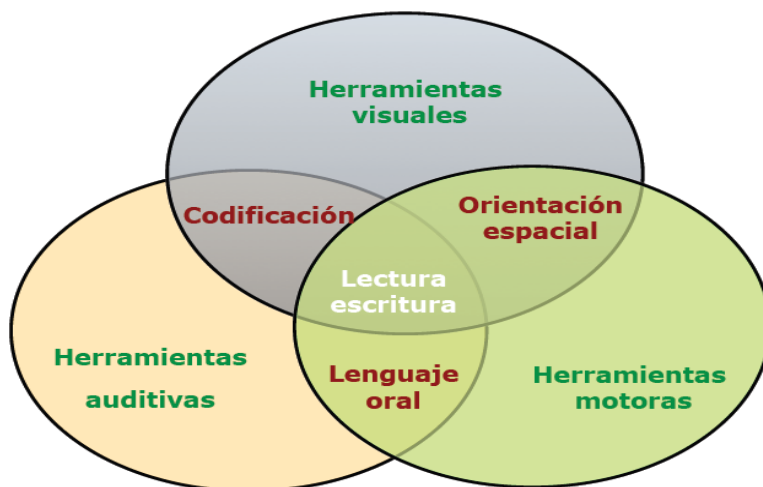 Herramientas
visuales
Codificación
Orientación
espacial
Lectura
escritura
Herramientas
auditivas
Lenguaje
oral
Herramientas
motoras